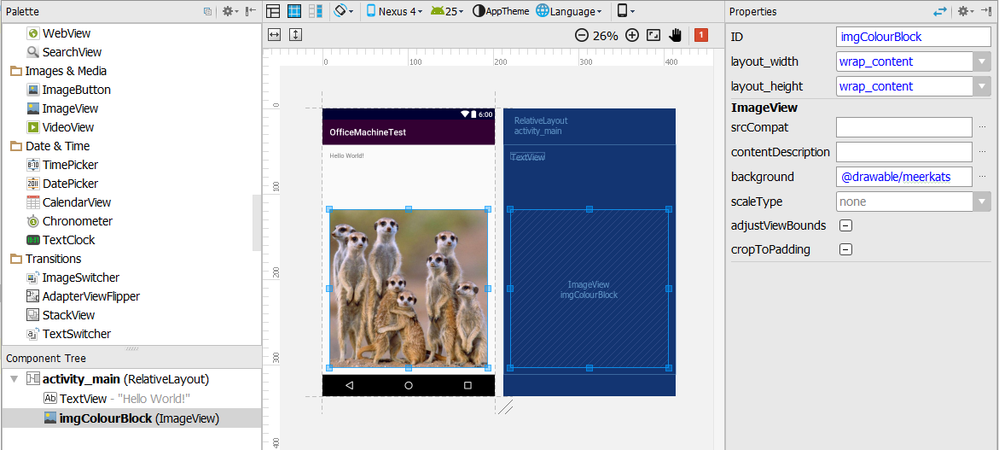 Palette
WebView
SearchView
Images & Media
ImageButton
ImageView
VideoView
Date & Time
TimePicker
DatePicker
CalendarView
Chronometer
TextClock
Transitions
ImageSwitcher
AdapterViewFlipper
StackView
TextSwitcher
Component Tree
activity_main (RelativeLayout)
Ab TextView - "Hello World!"
imgColourBlock (ImageView)
Nexus 4 25 AppTheme Language
26% 1
0 100 200 300 400
0
100
200
300
400
6:00
OfficeMachineTest
Hello World!
RelativeLayout
activity_main
TextView
ImageView
imgColourBlock
Properties
ID imgColourBlock
layout_width wrap_content
layout_height wrap_content
ImageView
srcCompat ...
contentDescription ...
background @drawable/meerkats ...
scaleType none
adjustViewBounds
cropToPadding